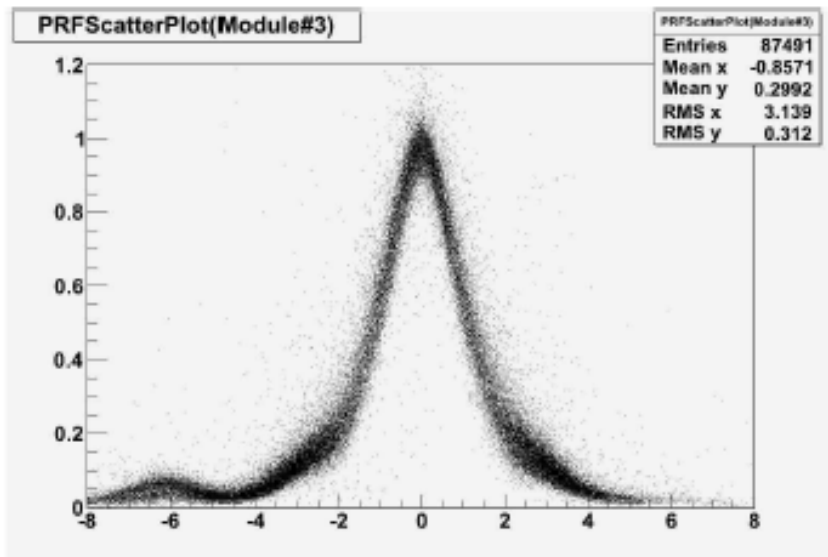 PRFScatterPlot(Module#3)
PRFScatterPlot(Module#3)
Entries 87491
Mean x -0.8571
Mean y 0.2992
RMS x 3.139
RMS y 0.312
1.2
1
0.8
0.6
0.4
0.2
0
-8 -6 -4 -2 0 2 4 6 8